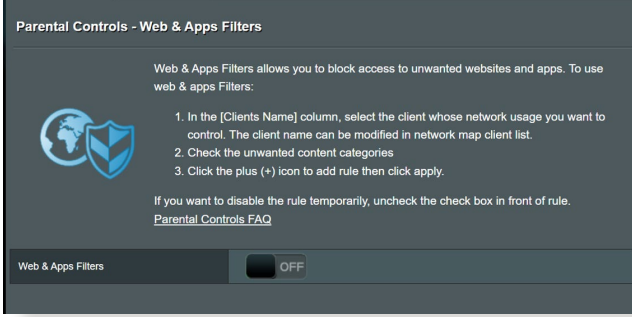 Parental Controls - Web & Apps Filters
Web & Apps Filters allows you to block access to unwanted websites and apps. To use
web & apps Filters:
1. In the [Clients Name] column, select the client whose network usage you want to
control. The client name can be modified in network map client list.
2. Check the unwanted content categories
3. Click the plus (+) icon to add rule then click apply.
If you want to disable the rule temporarily, uncheck the check box in front of rule.
Parental Controls FAQ
Web & Apps Filters OFF